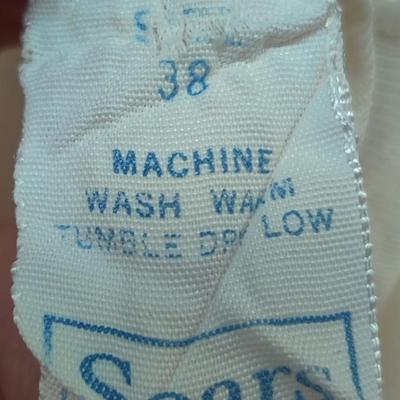 38
MACHINE
WASH WARM
TUMBLE DRY LOW
Sears